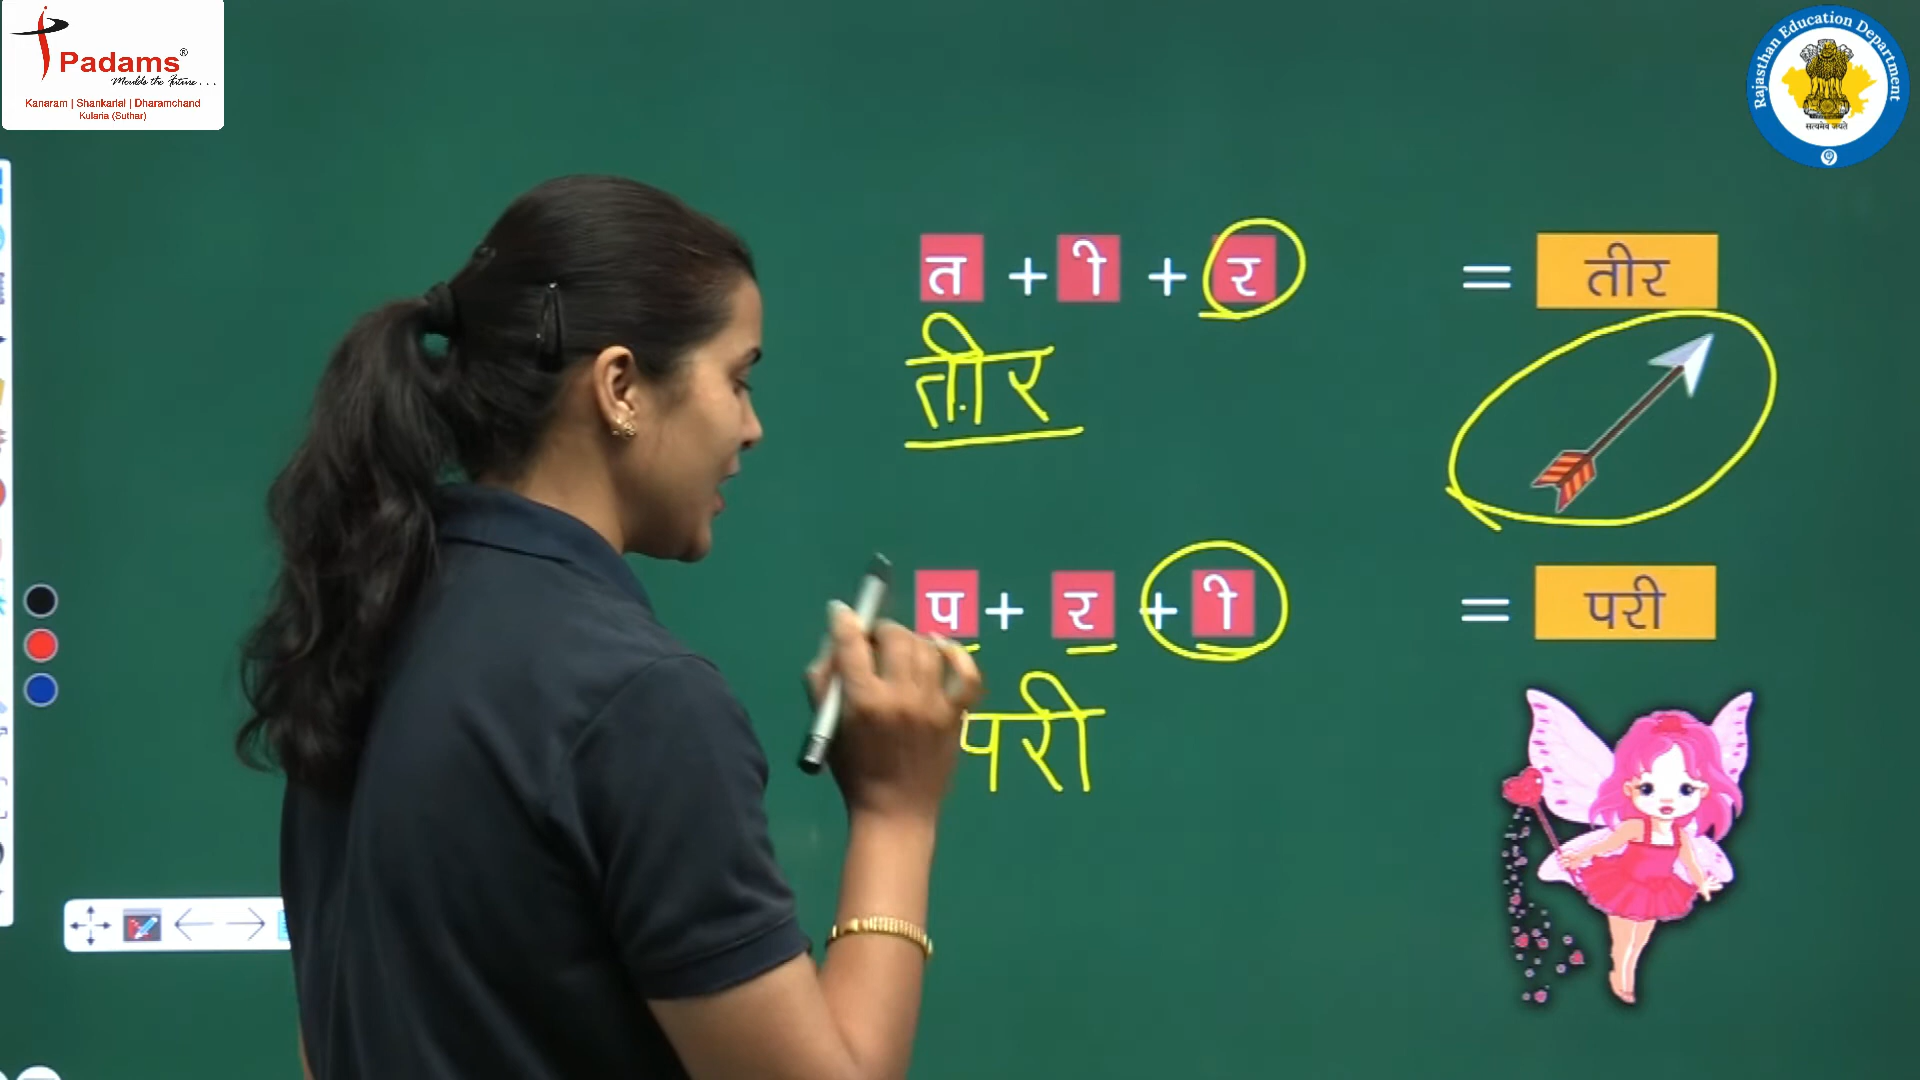 Padams®
Moulds the Future...
Kanaram | Shankarlal | Dharamchand
Kularia (Suthar)
Rajasthan Education Department
सत्यमेव जयते
त + ी + र = तीर
तीर
प + र + ी = परी
परी